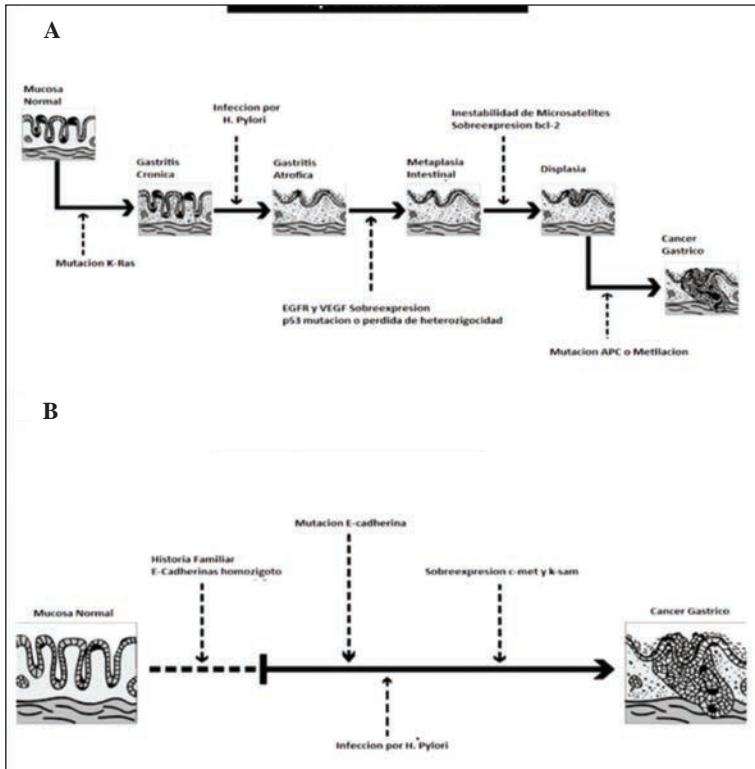 A
Mucosa
Normal
Infeccion por
H. Pylori
Inestabilidad de Microsatelites
Sobreexpresion bcl-2
Gastritis
Cronica
Gastritis
Atrofica
Metaplasia
Intestinal
Displasia
Cancer
Gastrico
Mutacion K-Ras
EGFR y VEGF Sobreexpresion
p53 mutacion o perdida de heterozigocidad
Mutacion APC o Metilacion
B
Mutacion E-cadherina
Historia Familiar
E-Cadherinas homozigoto
Sobreexpresion c-met y k-sam
Mucosa Normal
Cancer Gastrico
Infeccion por H. Pylori